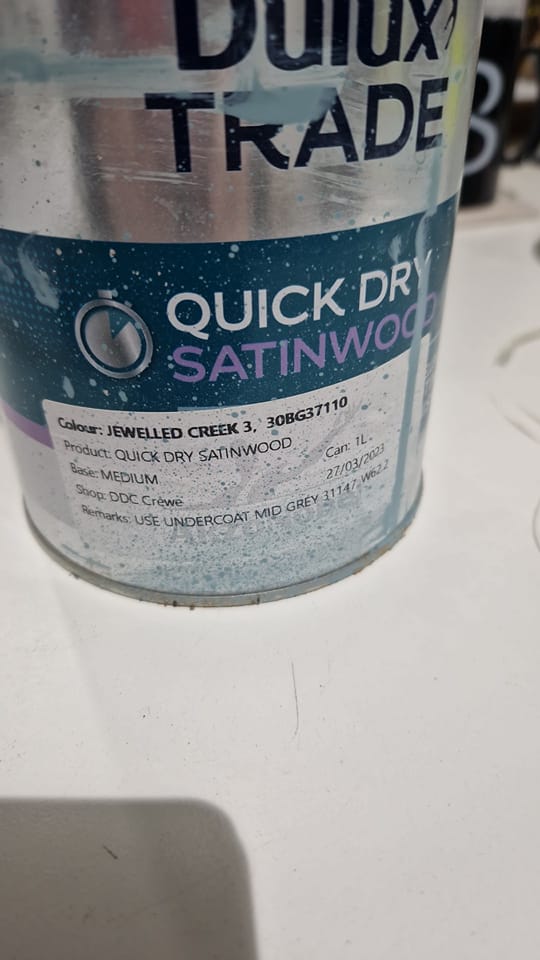 Dulux
TRADE
QUICK DRY
SATINWOOD
Colour: JEWELLED CREEK 3, 30BG37110
Product: QUICK DRY SATINWOOD
Can: 1L
Base: MEDIUM
27/03/2023
Shop: DDC Crewe
Remarks: USE UNDERCOAT MID GREY 31147 W622